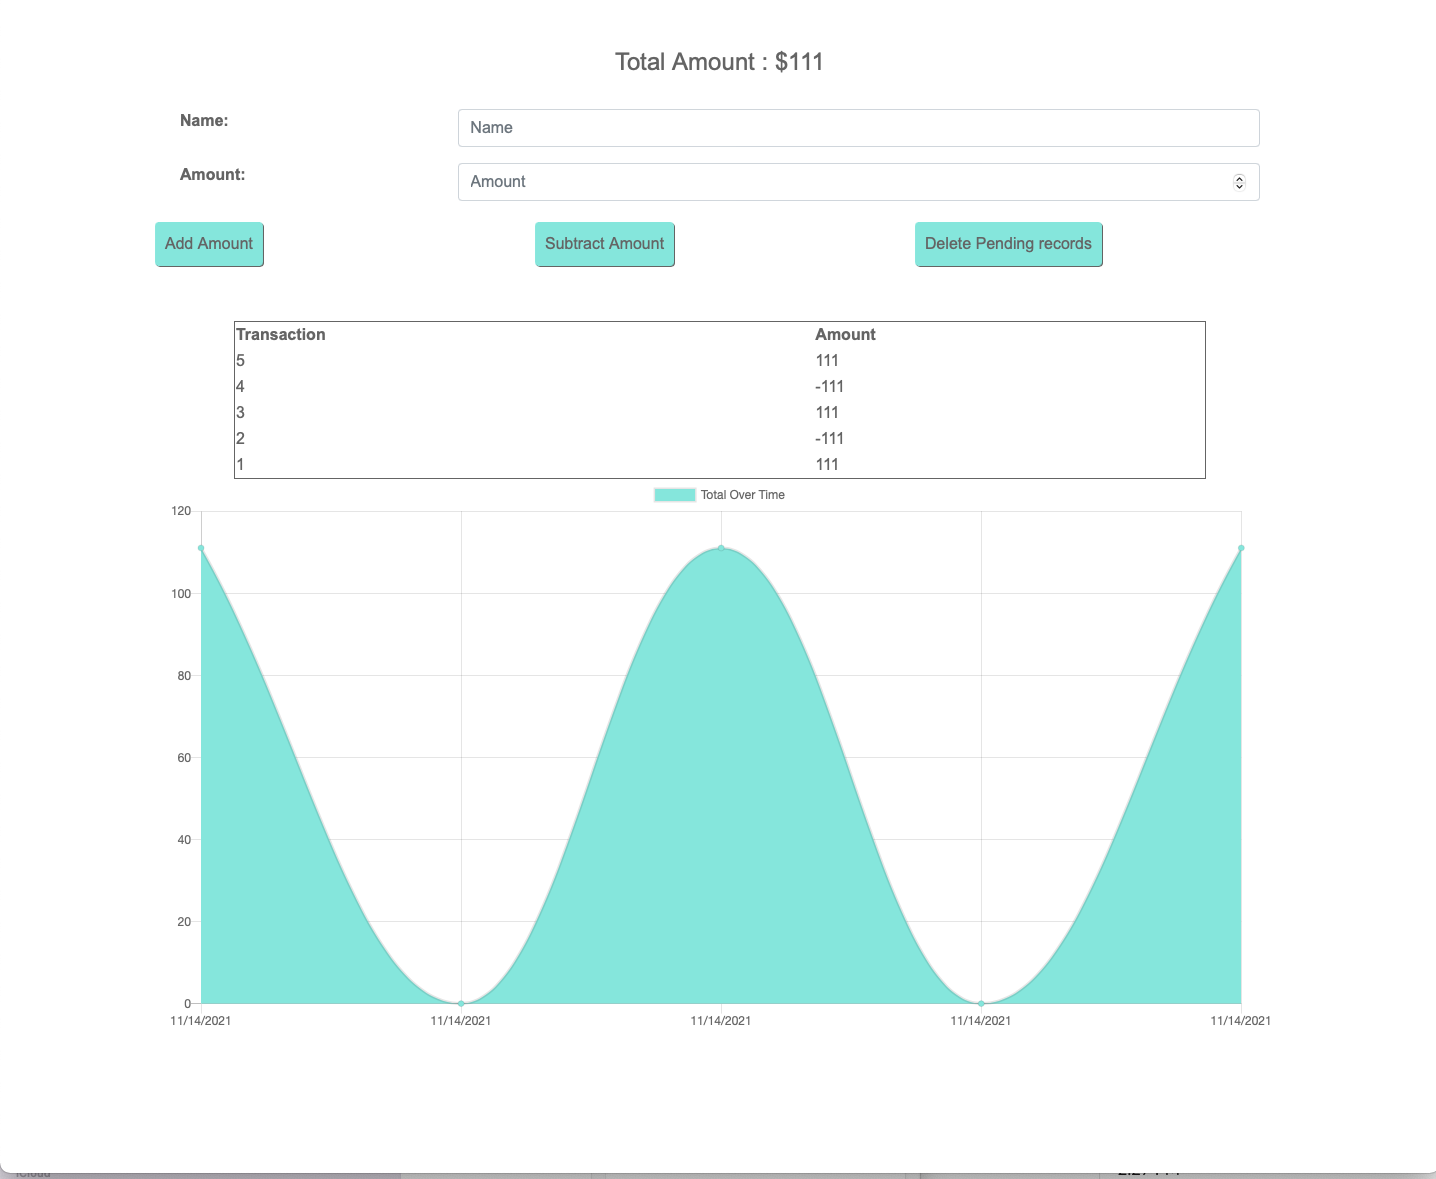 Total Amount : $111
Name:
Name
Amount:
Amount
Add Amount Subtract Amount Delete Pending records
Transaction Amount
5 111
4 -111
3 111
2 -111
1 111
Total Over Time
120
100
80
60
40
20
0
11/14/2021 11/14/2021 11/14/2021 11/14/2021 11/14/2021